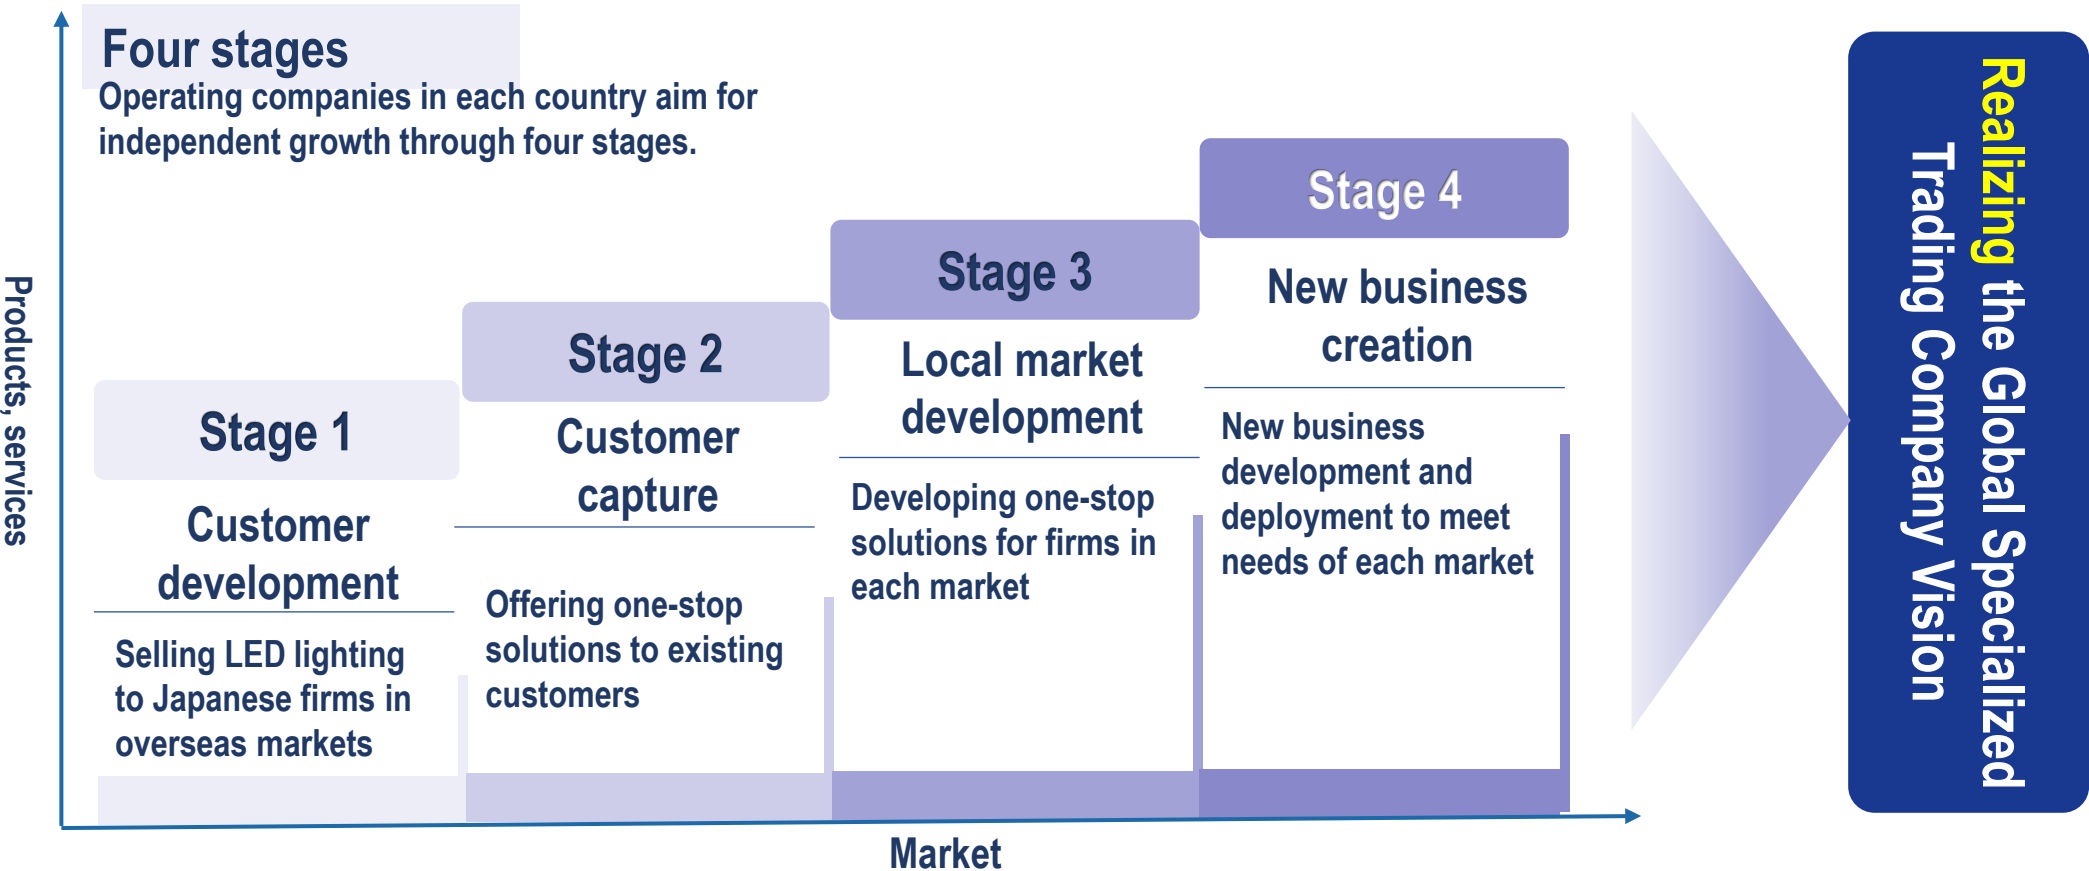 Four stages
Operating companies in each country aim for
independent growth through four stages.
Products, services
Stage 1
Customer
development
Selling LED lighting
to Japanese firms in
overseas markets
Stage 2
Customer
capture
Offering one-stop
solutions to existing
customers
Stage 3
Local market
development
Developing one-stop
solutions for firms in
each market
Stage 4
New business
creation
New business
development and
deployment to meet
needs of each market
Market
Realizing the Global Specialized
Trading Company Vision